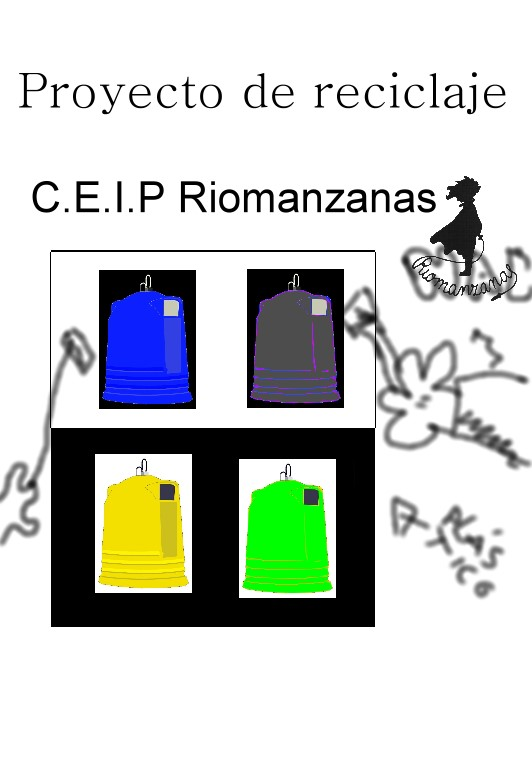 Proyecto de reciclaje
C.E.I.P Riomanzanas
Riomanzanas